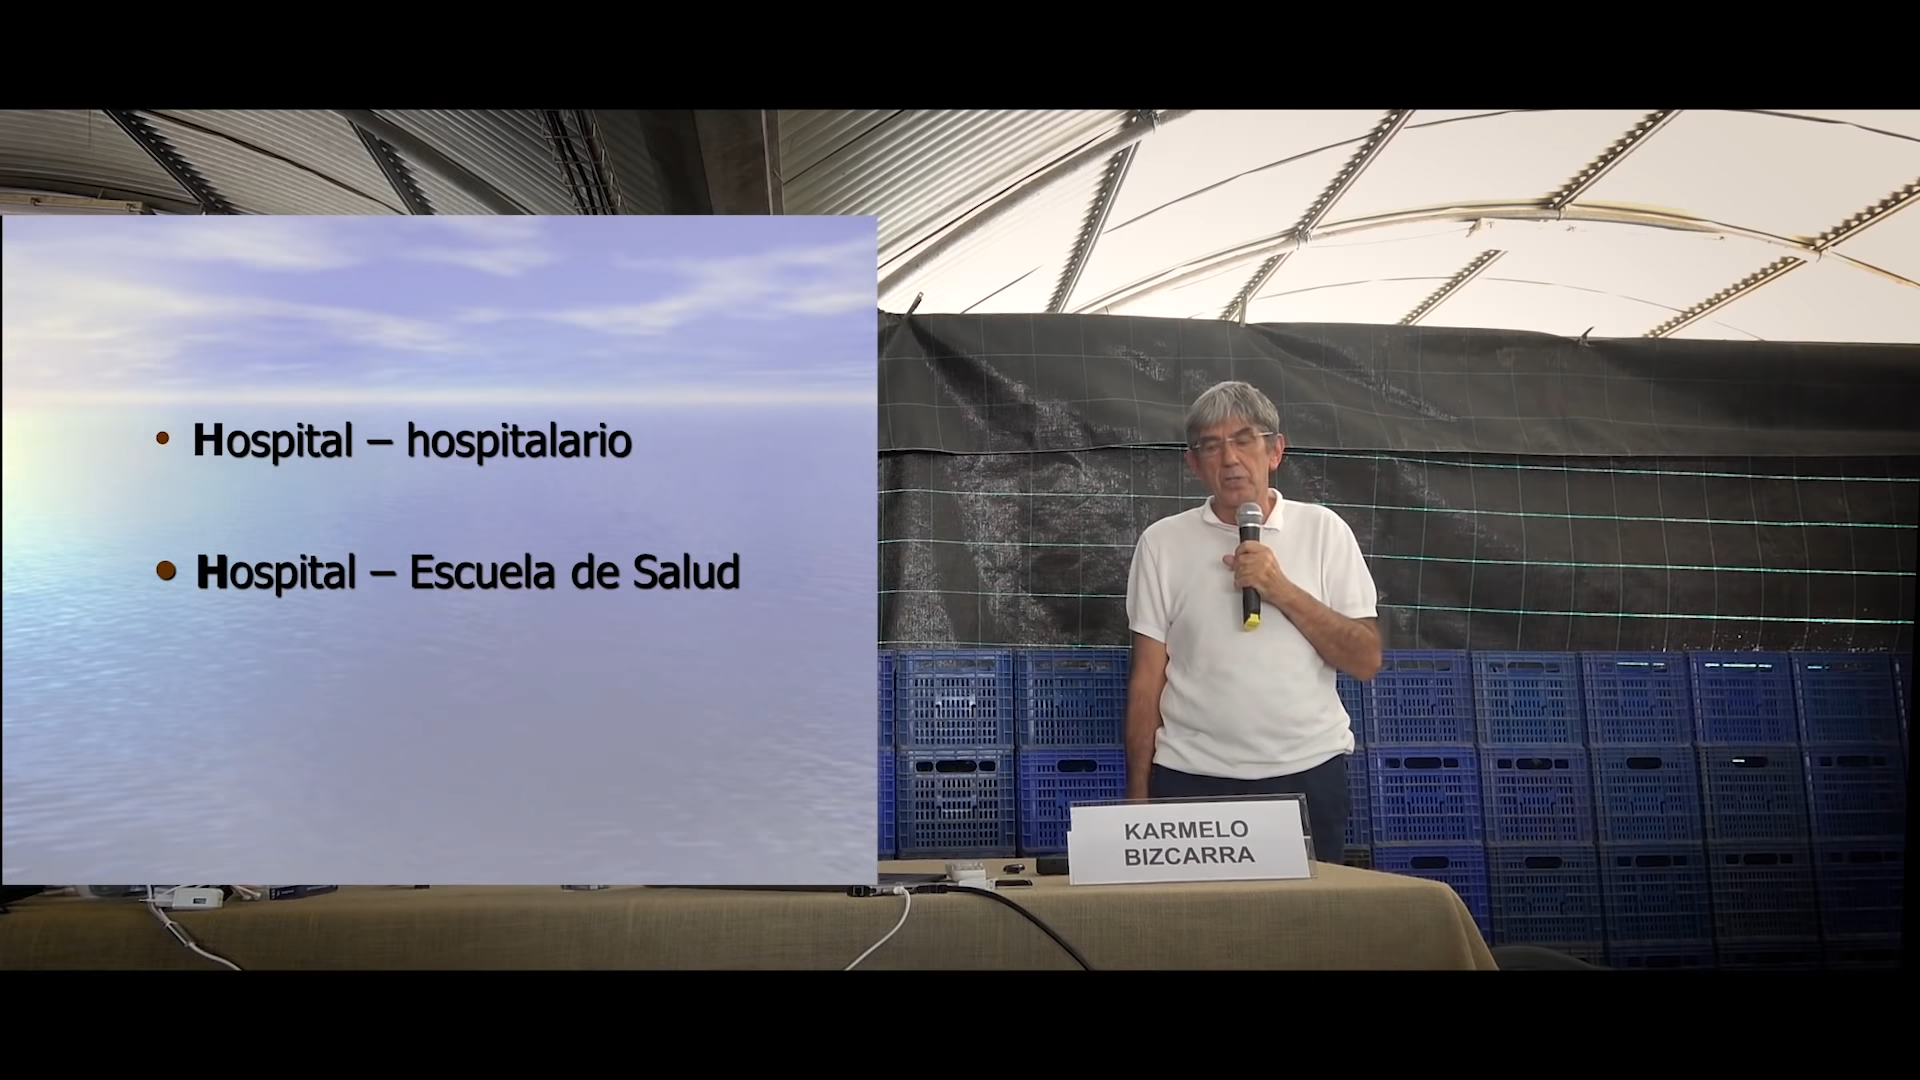 Hospital – hospitalario
Hospital – Escuela de Salud
KARMELO
BIZCARRA